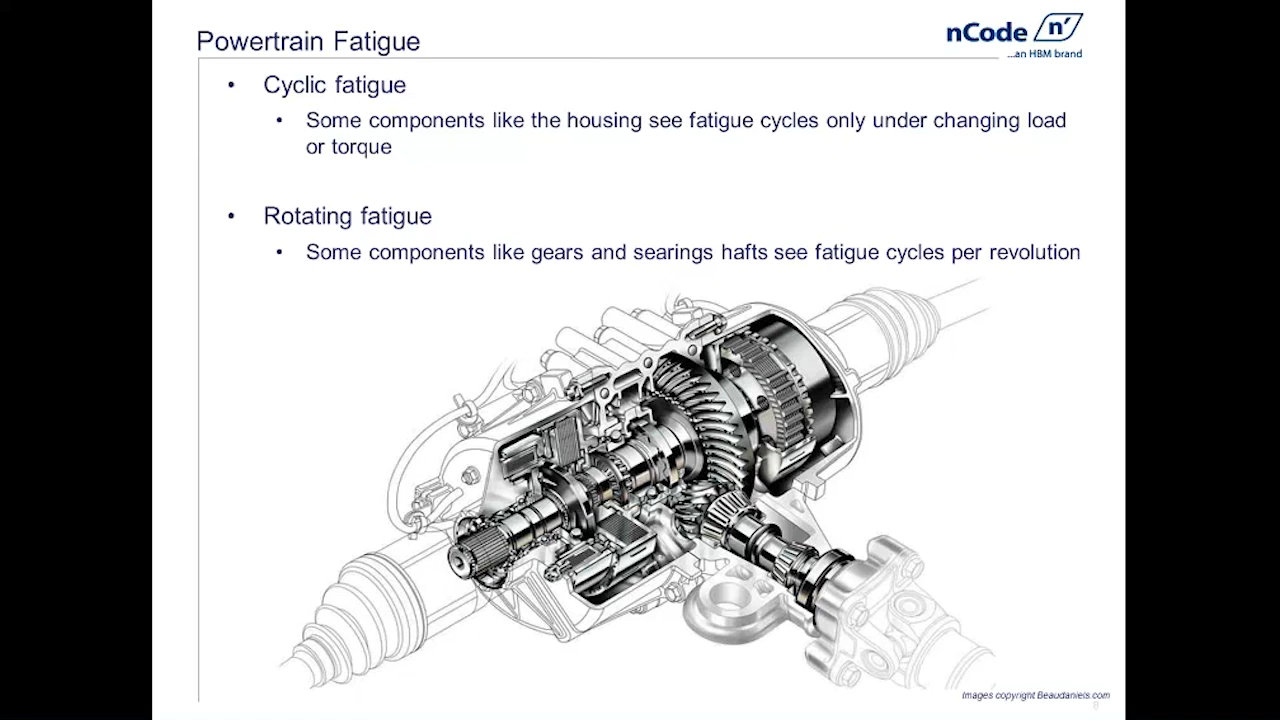 Powertrain Fatigue
nCode n'
...an HBM brand
• Cyclic fatigue
• Some components like the housing see fatigue cycles only under changing load
or torque
• Rotating fatigue
• Some components like gears and searings hafts see fatigue cycles per revolution
Images copyright Beaudaniels.com
8